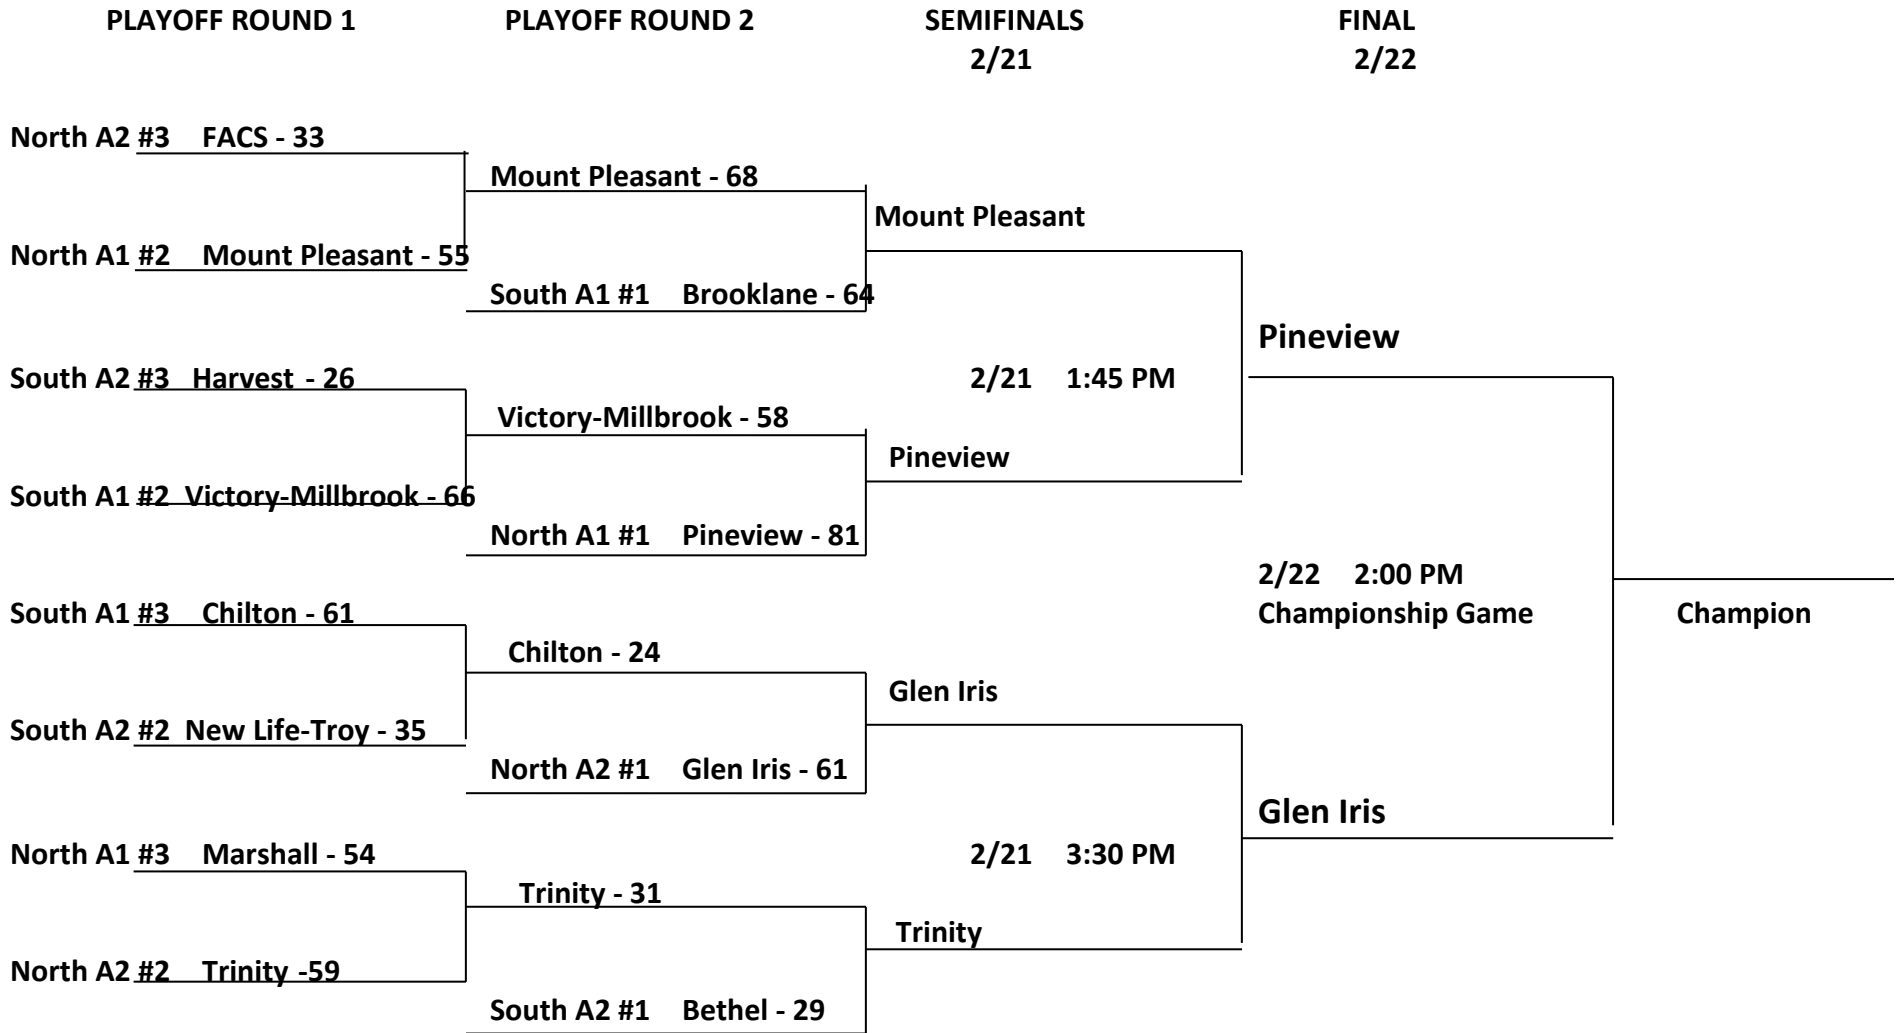 PLAYOFF ROUND 1 PLAYOFF ROUND 2 SEMIFINALS FINAL
2/21 2/22
North A2 #3 FACS - 33
Mount Pleasant - 68
Mount Pleasant
North A1 #2 Mount Pleasant - 55
South A1 #1 Brooklane - 64
Pineview
South A2 #3 Harvest - 26 2/21 1:45 PM
Victory-Millbrook - 58
Pineview
South A1 #2 Victory-Millbrook - 66
North A1 #1 Pineview - 81
2/22 2:00 PM
South A1 #3 Chilton - 61 Championship Game Champion
Chilton - 24
Glen Iris
South A2 #2 New Life-Troy - 35
North A2 #1 Glen Iris - 61
Glen Iris
North A1 #3 Marshall - 54 2/21 3:30 PM
Trinity - 31
Trinity
North A2 #2 Trinity -59
South A2 #1 Bethel - 29